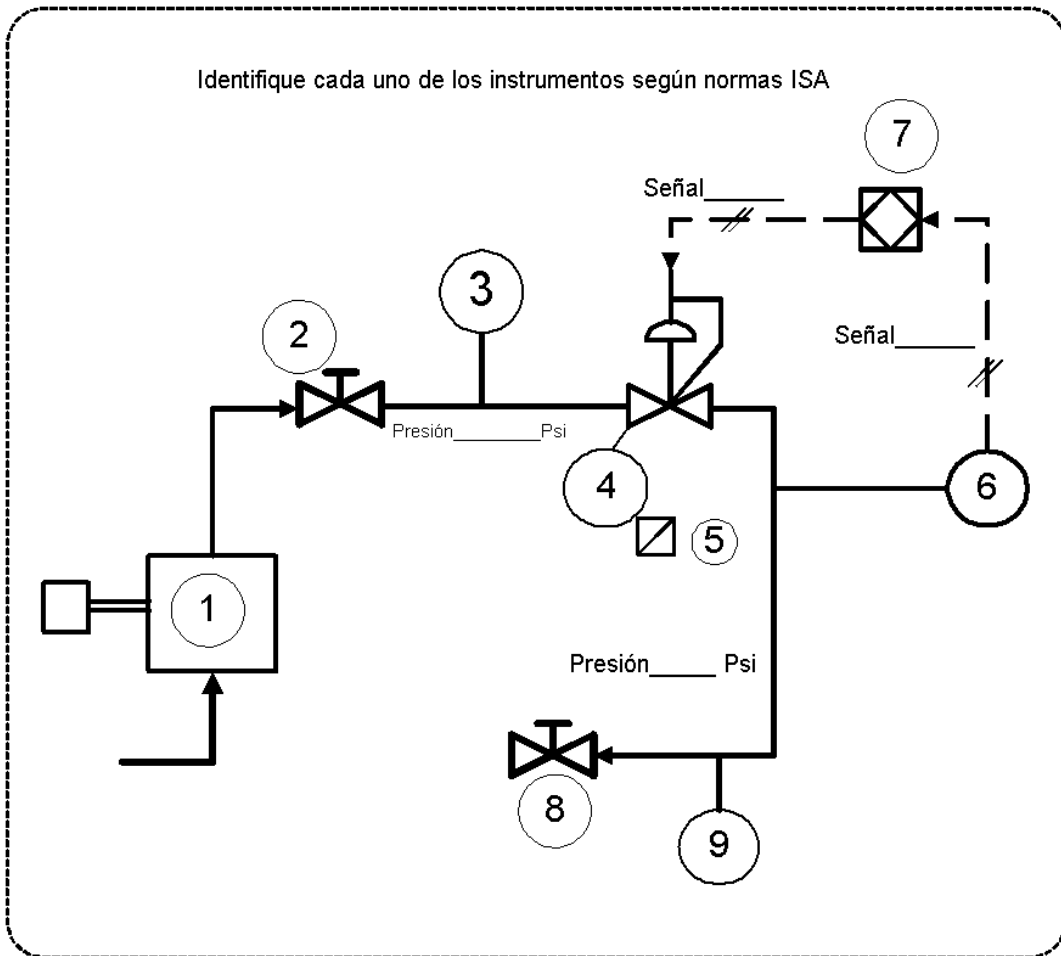 Identifique cada uno de los instrumentos según normas ISA
7
Señal______
3
2
Señal______
Presión________Psi
4
6
5
1
Presión_____ Psi
8
9